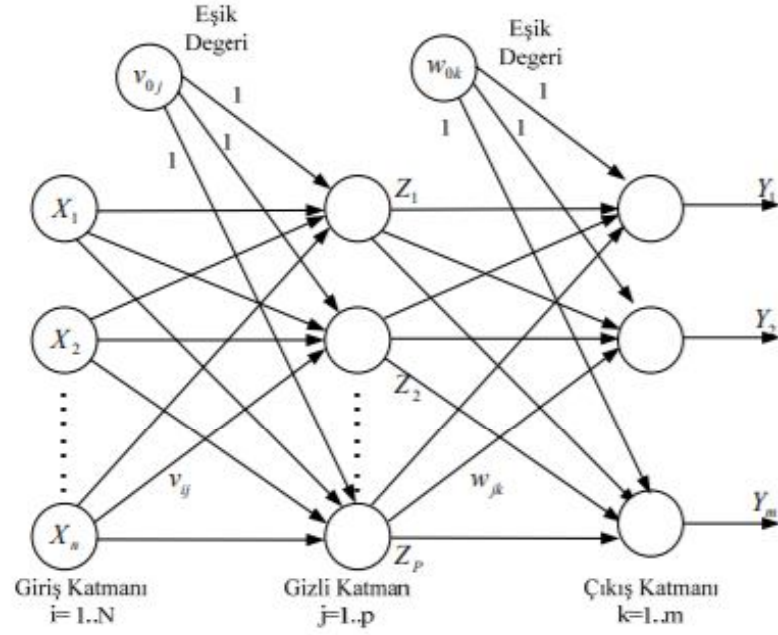 Eşik
Degeri
Eşik
Degeri
v0j
w0k
1
1
1
1
1
1
X1
Z1
Y1
X2
Z2
Y2
vij
wjk
Xn
ZP
Ym
Giriş Katmanı
i= 1..N
Gizli Katman
j=1..p
Çıkış Katmanı
k=1..m